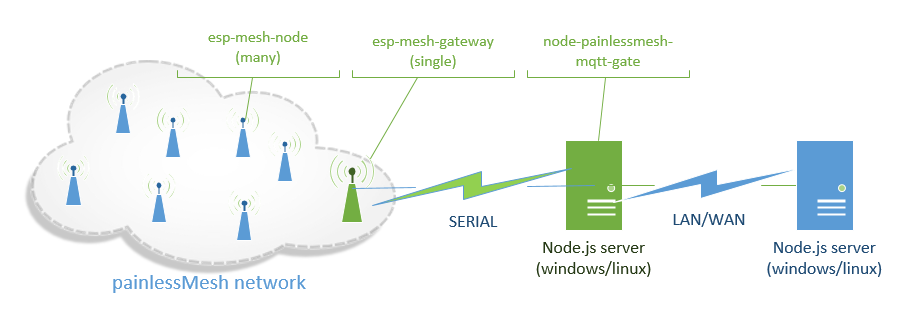 esp-mesh-node
(many)
esp-mesh-gateway
(single)
node-painlessmesh-
mqtt-gate
SERIAL
LAN/WAN
Node.js server
(windows/linux)
Node.js server
(windows/linux)
painlessMesh network